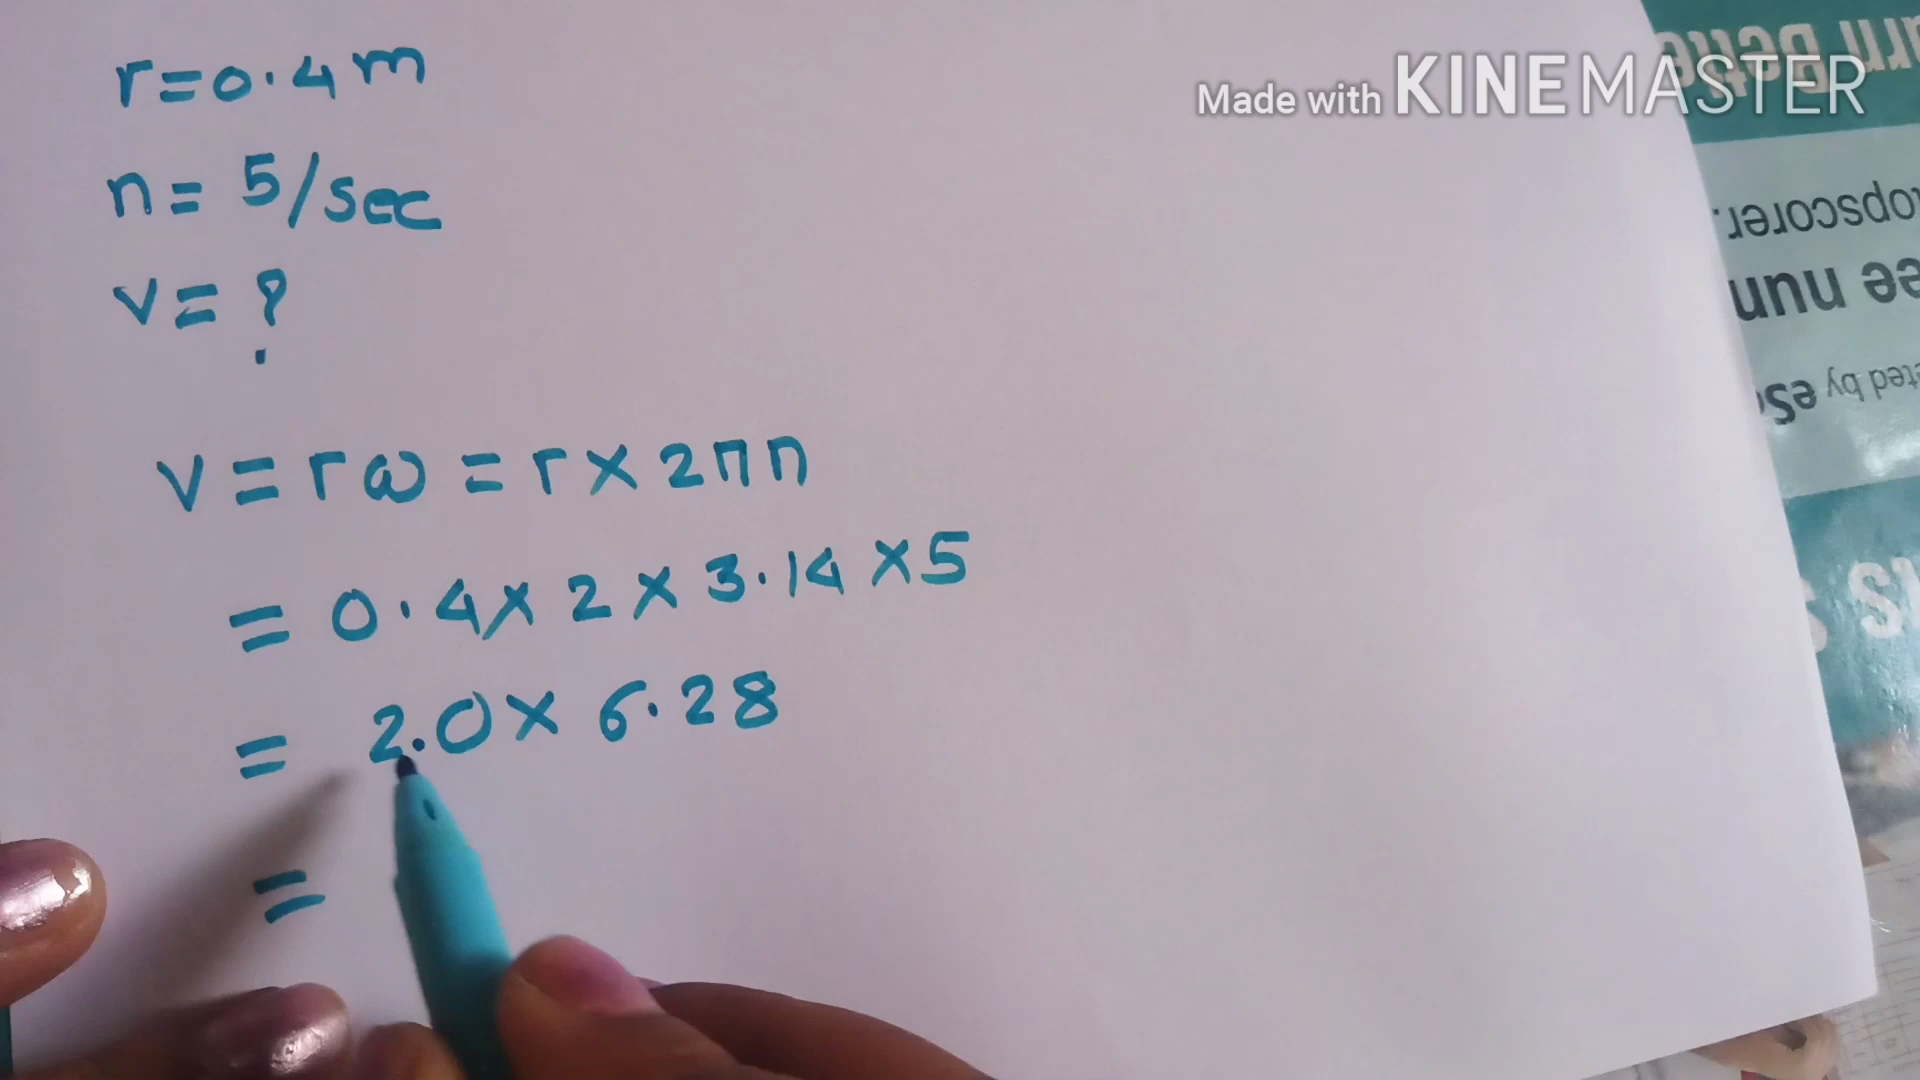 r=0.4m
Made with KINEMASTER
n= 5/sec
v= ?
v = rω = r×2πn
= 0.4×2×3.14×5
= 2.0×6.28
=